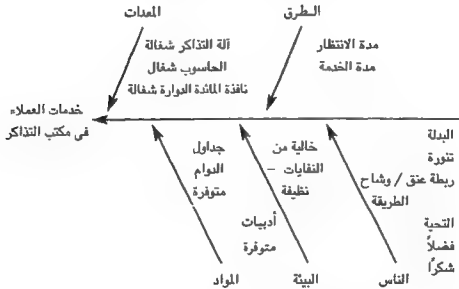 الطرق
المعدات
مدة الانتظار
مدة الخدمة
آلة التذاكر شغالة
الحاسوب شغال
نافذة المائدة الدوارة شغالة
خدمات العملاء
فى مكتب التذاكر
البدلة
تنورة
ربطة عنق / وشاح
الطريقة
التحية
فضلاً
شكرًا
خالية من
النفايات –
نظيفة
أدبيات
متوفرة
جداول
الدوام
متوفرة
الناس
البيئة
المواد